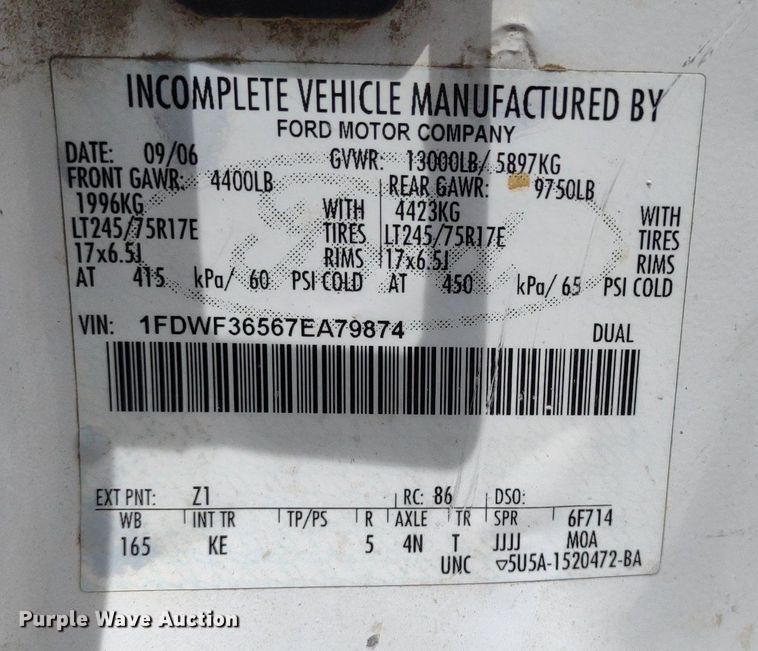 INCOMPLETE VEHICLE MANUFACTURED BY
FORD MOTOR COMPANY
DATE: 09/06 GVWR: 13000LB/ 5897KG
FRONT GAWR: 4400LB REAR GAWR: 9750LB
1996KG WITH 4423KG WITH
LT245/75R17E TIRES LT245/75R17E TIRES
17x6.5J RIMS 17x6.5J RIMS
AT 415 kPa/ 60 PSI COLD AT 450 kPa/ 65 PSI COLD
VIN: 1FDWF36567EA79874 DUAL
EXT PNT: Z1 RC: 86 DSO:
WB INT TR TP/PS R AXLE TR SPR 6F714
165 KE 5 4N T JJJJ MOA
UNC ▽5U5A-1520472-BA
Purple Wave Auction